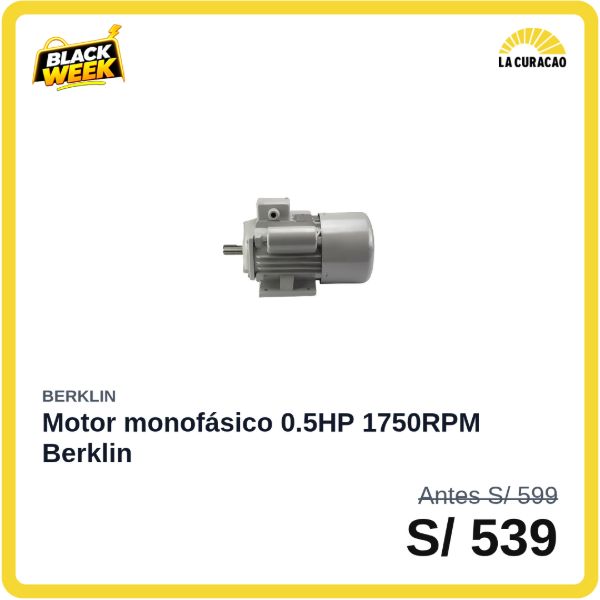 BLACK
WEEK
LA CURACAO
BERKLIN
Motor monofásico 0.5HP 1750RPM
Berklin
Antes S/ 599
S/ 539